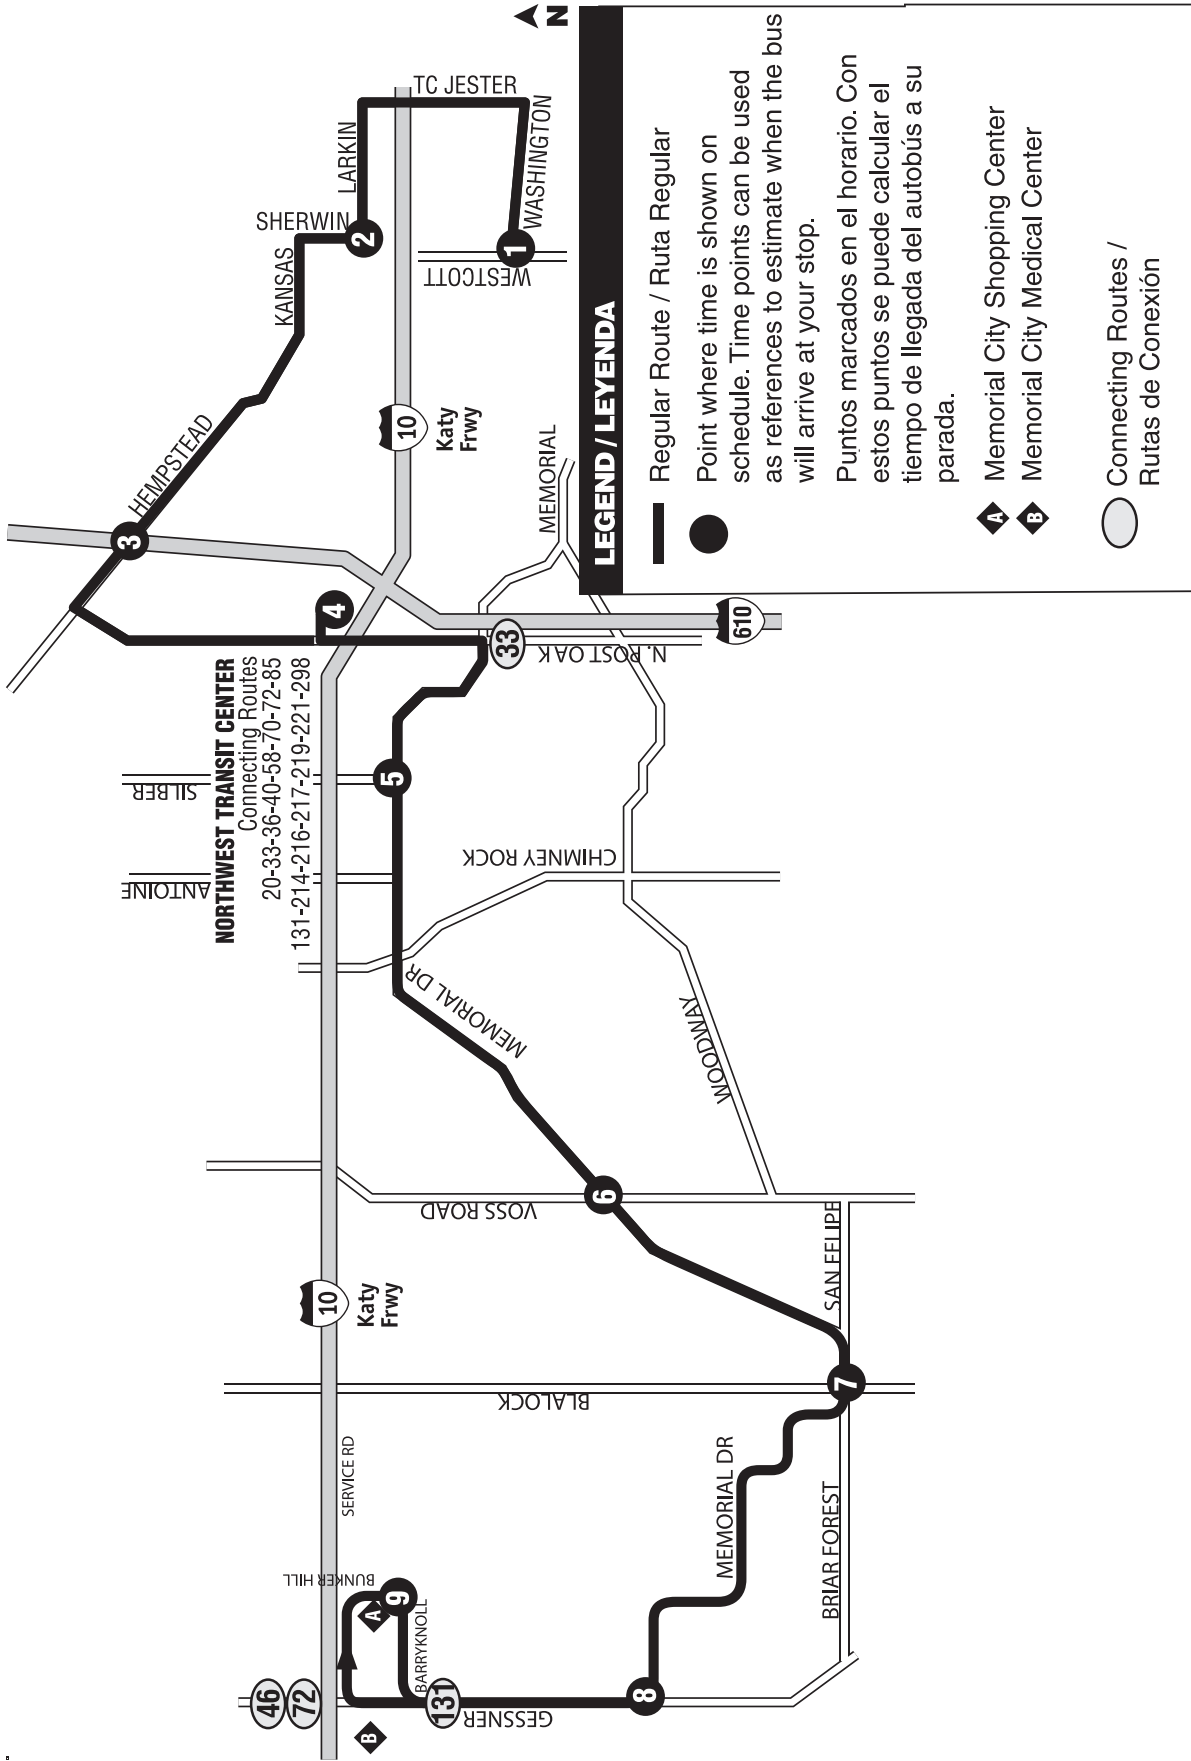 N
TC JESTER
LARKIN
WASHINGTON
SHERWIN
2
1
KANSAS
WESTCOTT
HEMPSTEAD
10
Katy
Frwy
3
MEMORIAL
4
610
33
N. POST OAK
NORTHWEST TRANSIT CENTER
Connecting Routes
20-33-36-40-58-70-72-85
131-214-216-217-219-221-298
SILBER
5
ANTOINE
CHIMNEY ROCK
MEMORIAL DR
WOODWAY
6
VOSS ROAD
SAN FELIPE
10
Katy
Frwy
7
BLALOCK
SERVICE RD
MEMORIAL DR
BRIAR FOREST
BUNKER HILL
9
A
BARRYKNOLL
46
72
131
8
GESSNER
B
LEGEND / LEYENDA
Regular Route / Ruta Regular
Point where time is shown on
schedule. Time points can be used
as references to estimate when the bus
will arrive at your stop.
Puntos marcados en el horario. Con
estos puntos se puede calcular el
tiempo de llegada del autobús a su
parada.
A Memorial City Shopping Center
B Memorial City Medical Center
Connecting Routes /
Rutas de Conexión